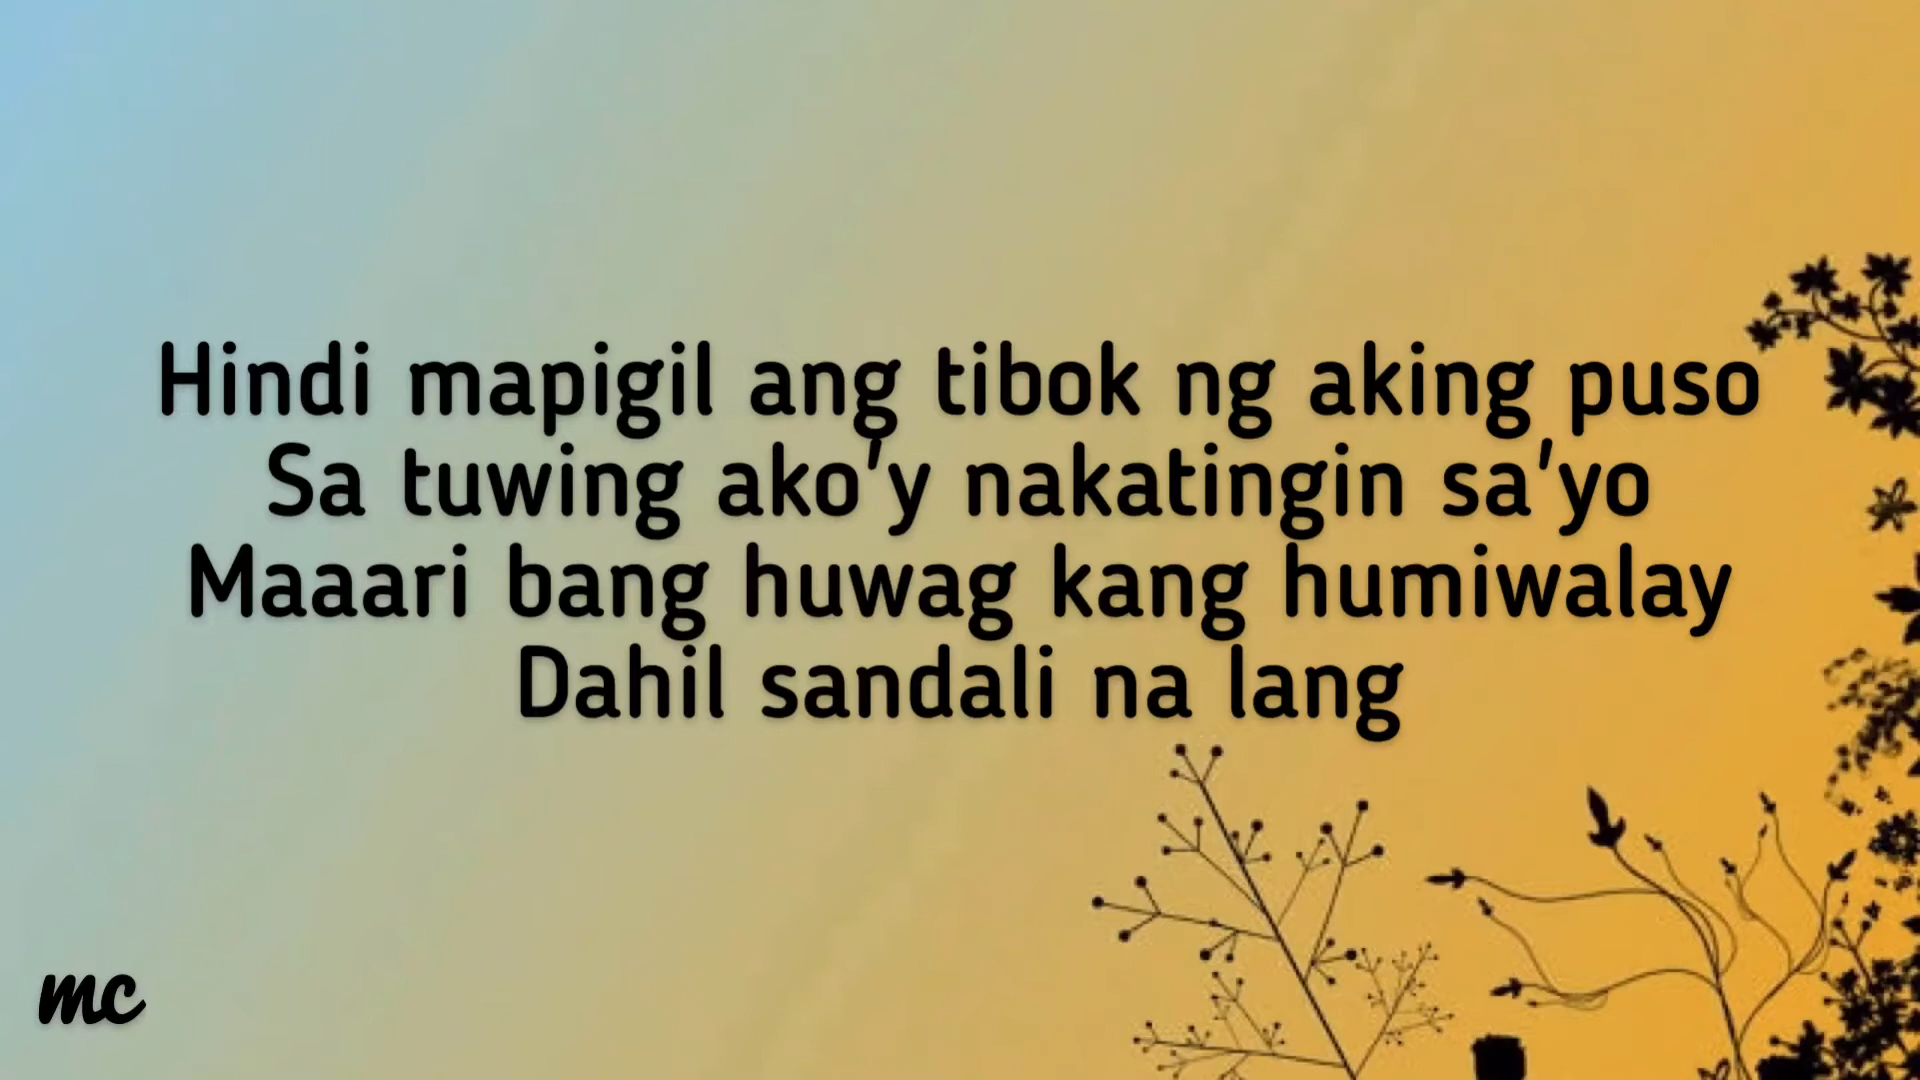 Hindi mapigil ang tibok ng aking puso
Sa tuwing ako'y nakatingin sa'yo
Maaari bang huwag kang humiwalay
Dahil sandali na lang
mc